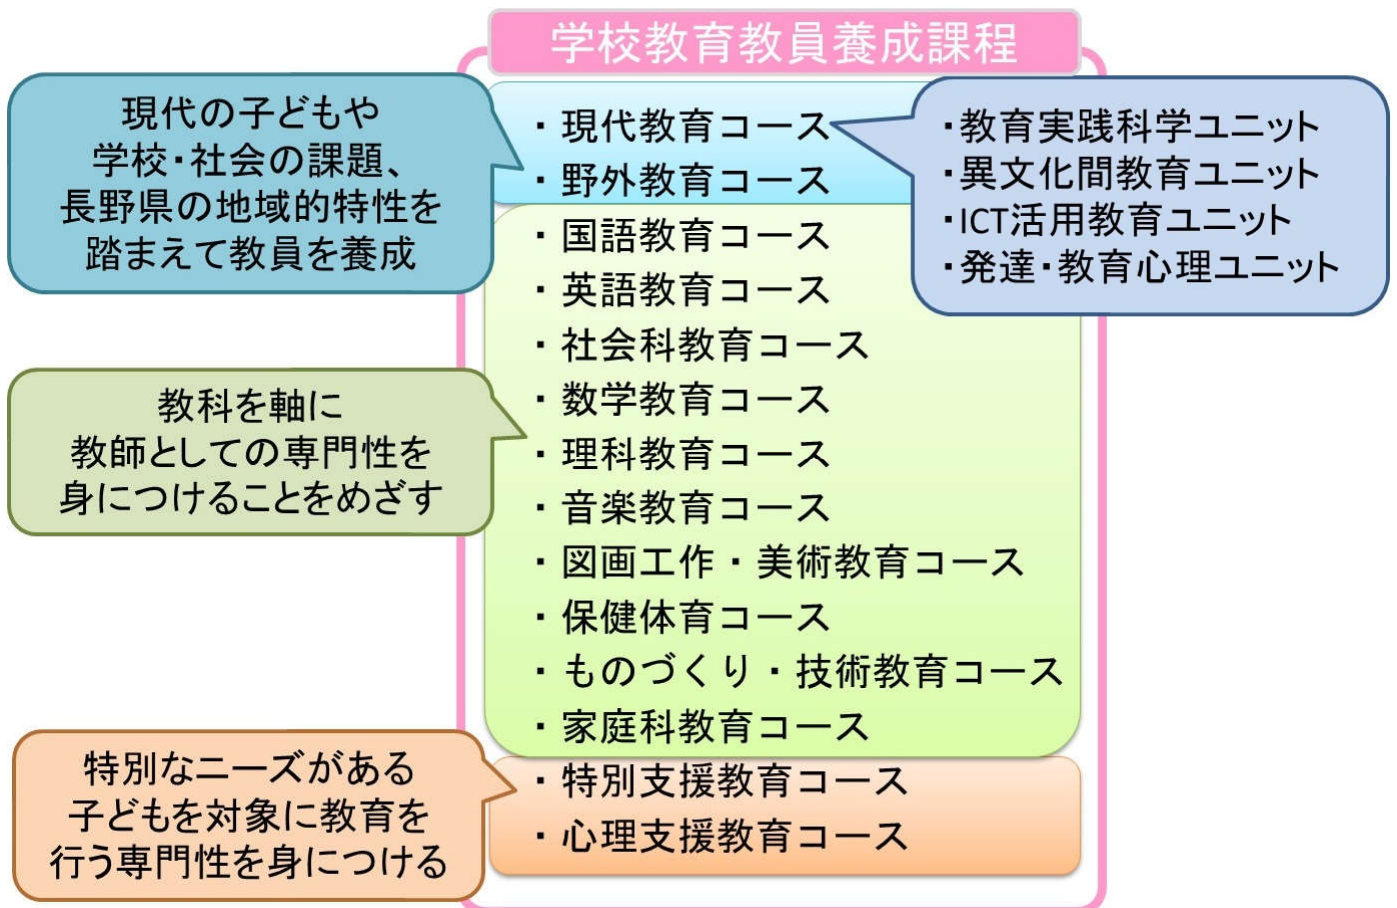 学校教育教員養成課程
現代の子どもや
学校・社会の課題、
長野県の地域的特性を
踏まえて教員を養成
・現代教育コース
・野外教育コース
・教育実践科学ユニット
・異文化間教育ユニット
・ICT活用教育ユニット
・発達・教育心理ユニット
教科を軸に
教師としての専門性を
身につけることをめざす
・国語教育コース
・英語教育コース
・社会科教育コース
・数学教育コース
・理科教育コース
・音楽教育コース
・図画工作・美術教育コース
・保健体育コース
・ものづくり・技術教育コース
・家庭科教育コース
特別なニーズがある
子どもを対象に教育を
行う専門性を身につける
・特別支援教育コース
・心理支援教育コース